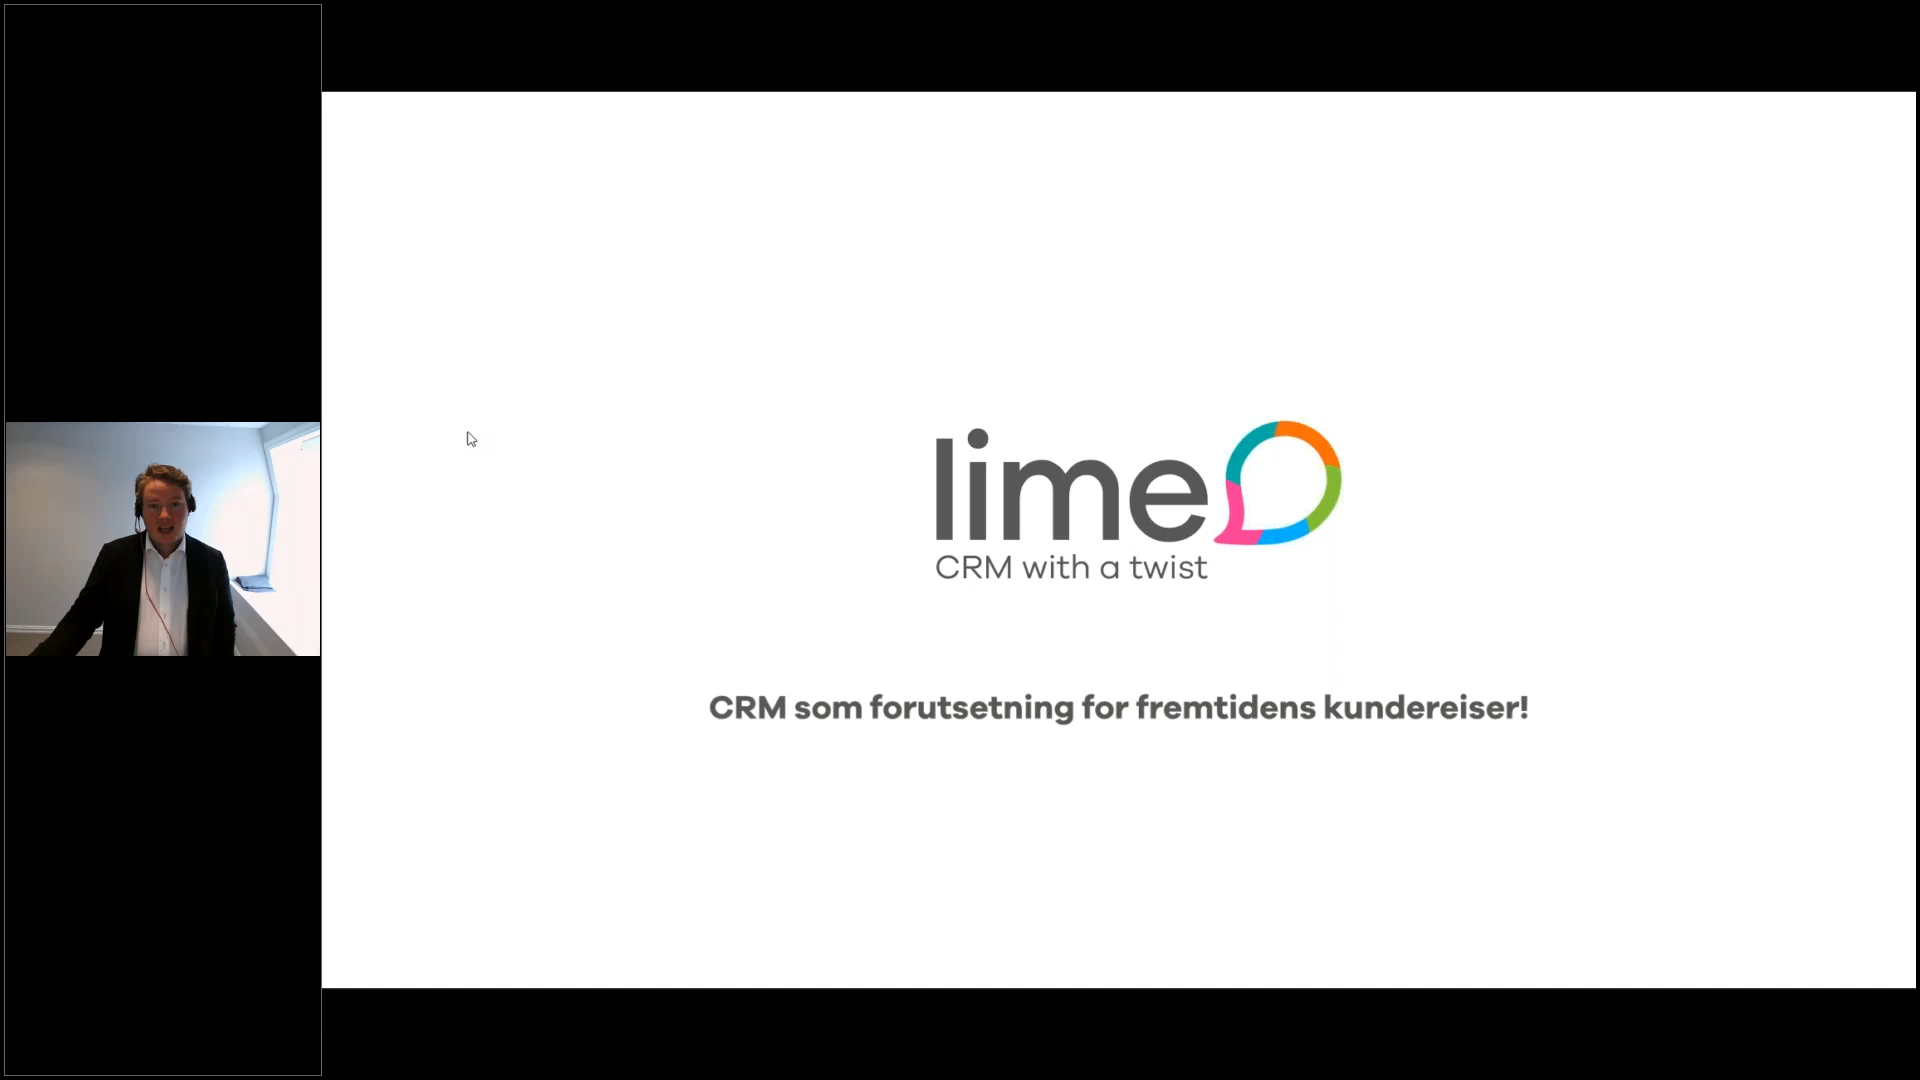 lime
CRM with a twist
CRM som forutsetning for fremtidens kundereiser!